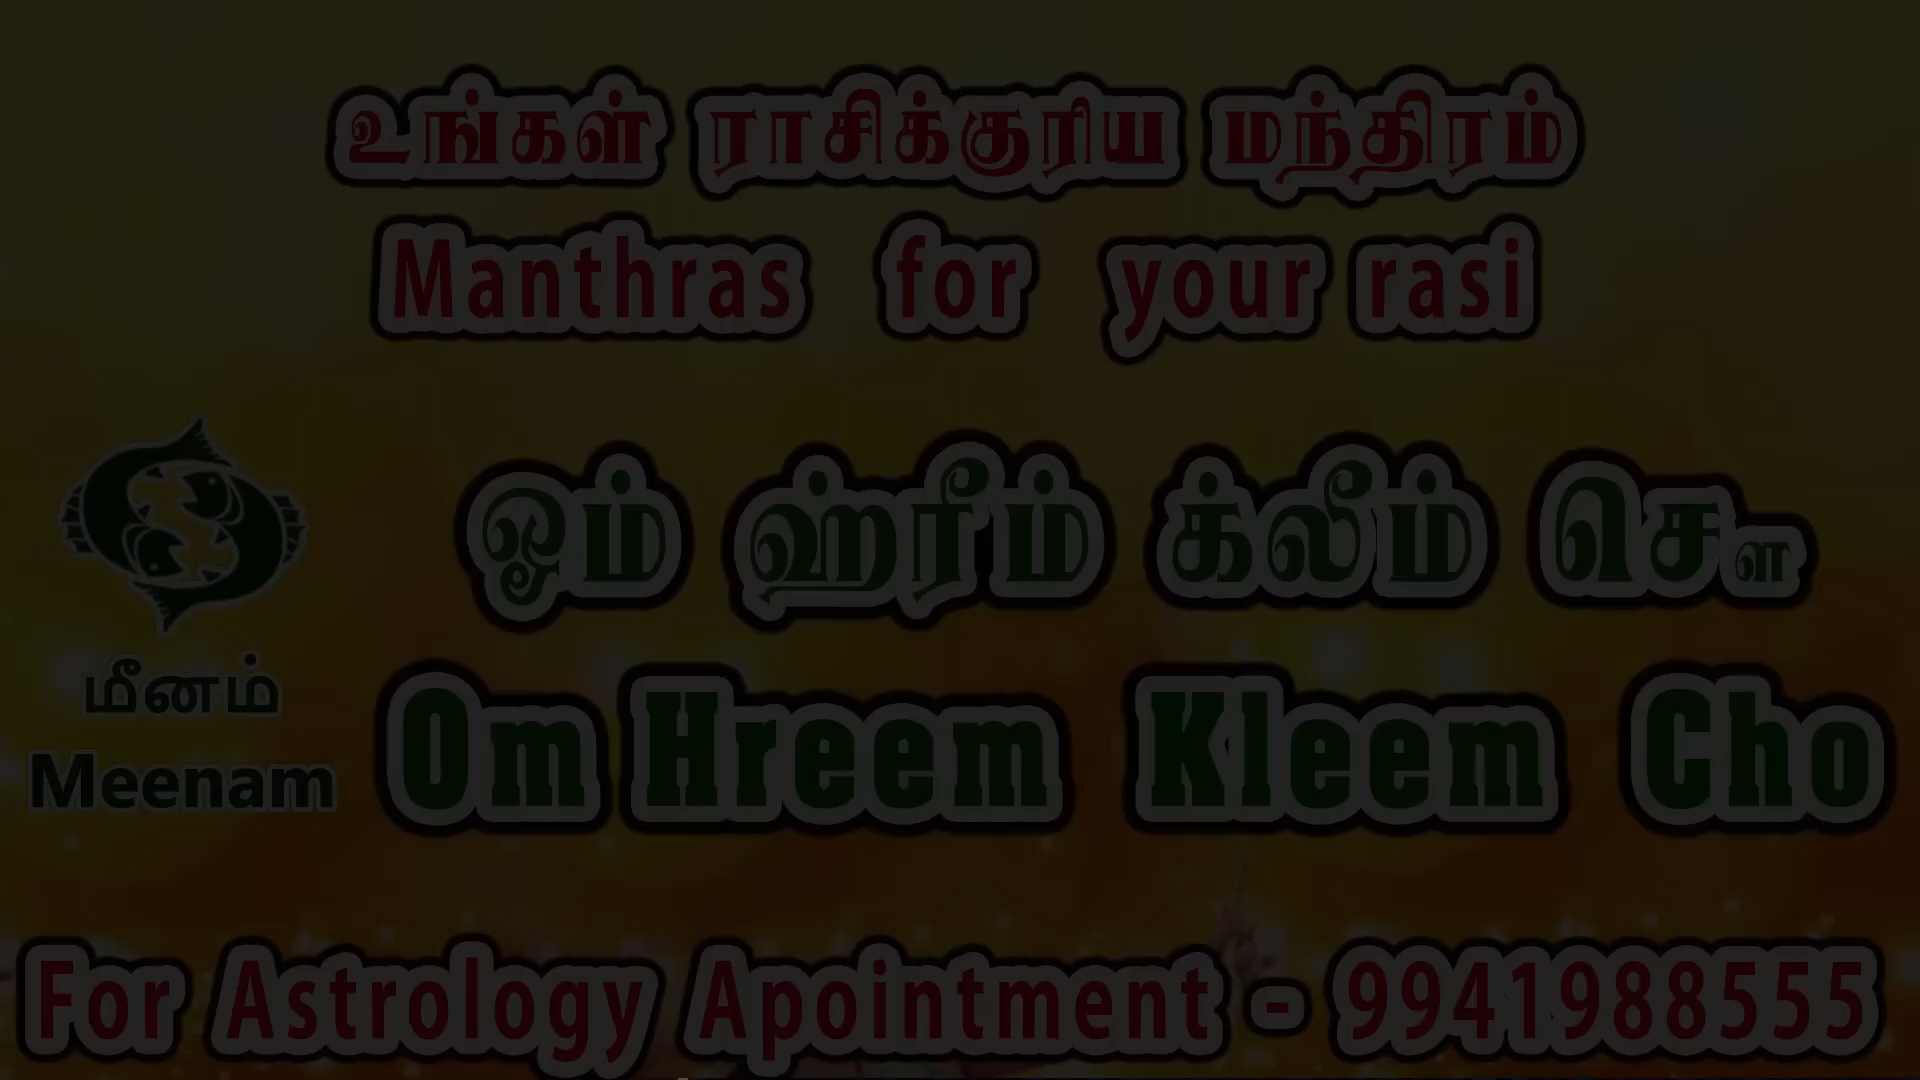 உங்கள் ராசிக்குரிய மந்திரம்
Manthras for your rasi
ஓம் ஹ்ரீம் க்லீம் சௌ
Om Hreem Kleem Cho
மீனம்
Meenam
For Astrology Apointment - 9941988555